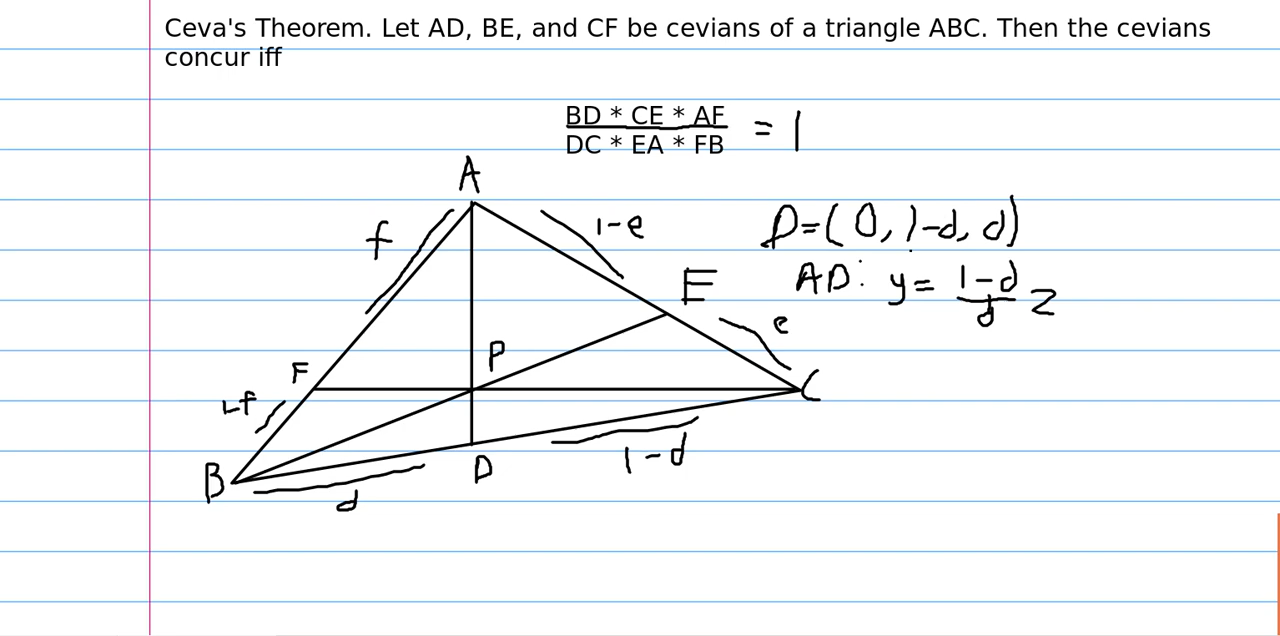 Ceva's Theorem. Let AD, BE, and CF be cevians of a triangle ABC. Then the cevians
concur iff
BD * CE * AF
DC * EA * FB
= 1
A
f
1-e
D=(0, 1-d, d)
AD: y= 1-d/d z
E
e
P
F
1-f
C
1-d
B
D
d